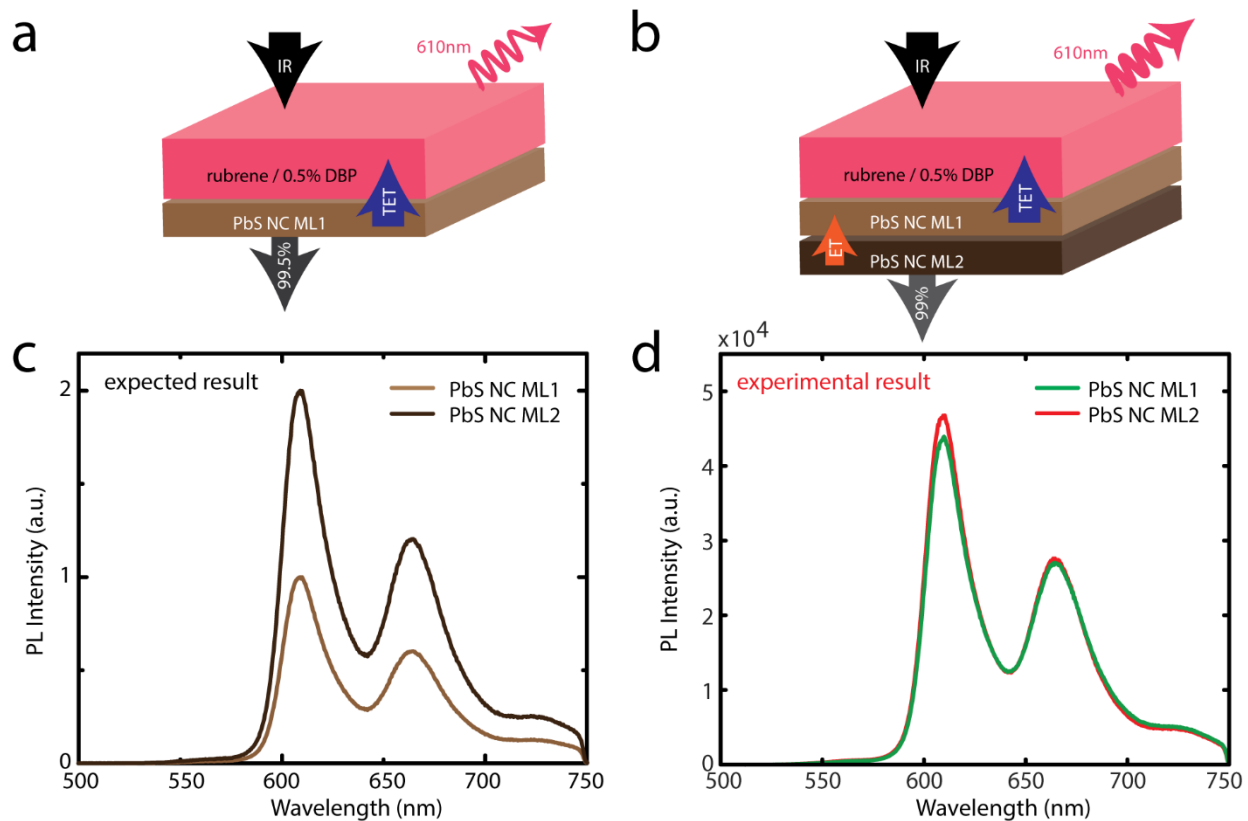 a
IR
610nm
rubrene / 0.5% DBP
TET
PbS NC ML1
99.5%
b
IR
610nm
rubrene / 0.5% DBP
TET
PbS NC ML1
ET
PbS NC ML2
99%
c
expected result
PbS NC ML1
PbS NC ML2
2
1
0
PL Intensity (a.u.)
500
550
600
650
700
750
Wavelength (nm)
d
x10^4
experimental result
PbS NC ML1
PbS NC ML2
5
4
3
2
1
0
PL Intensity (a.u.)
500
550
600
650
700
750
Wavelength (nm)